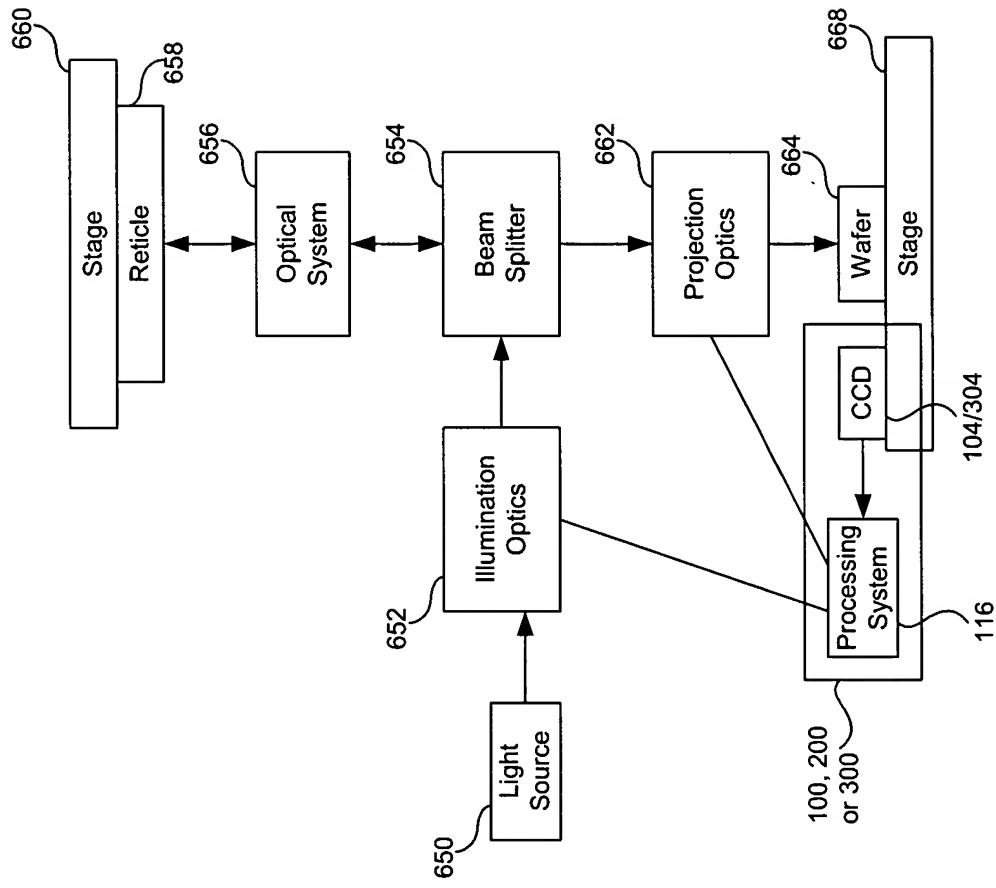 660
Stage
658
Reticle
656
Optical
System
654
Beam
Splitter
652
Illumination
Optics
650
Light
Source
662
Projection
Optics
664
Wafer
668
Stage
CCD
104/304
Processing
System
116
100, 200
or 300